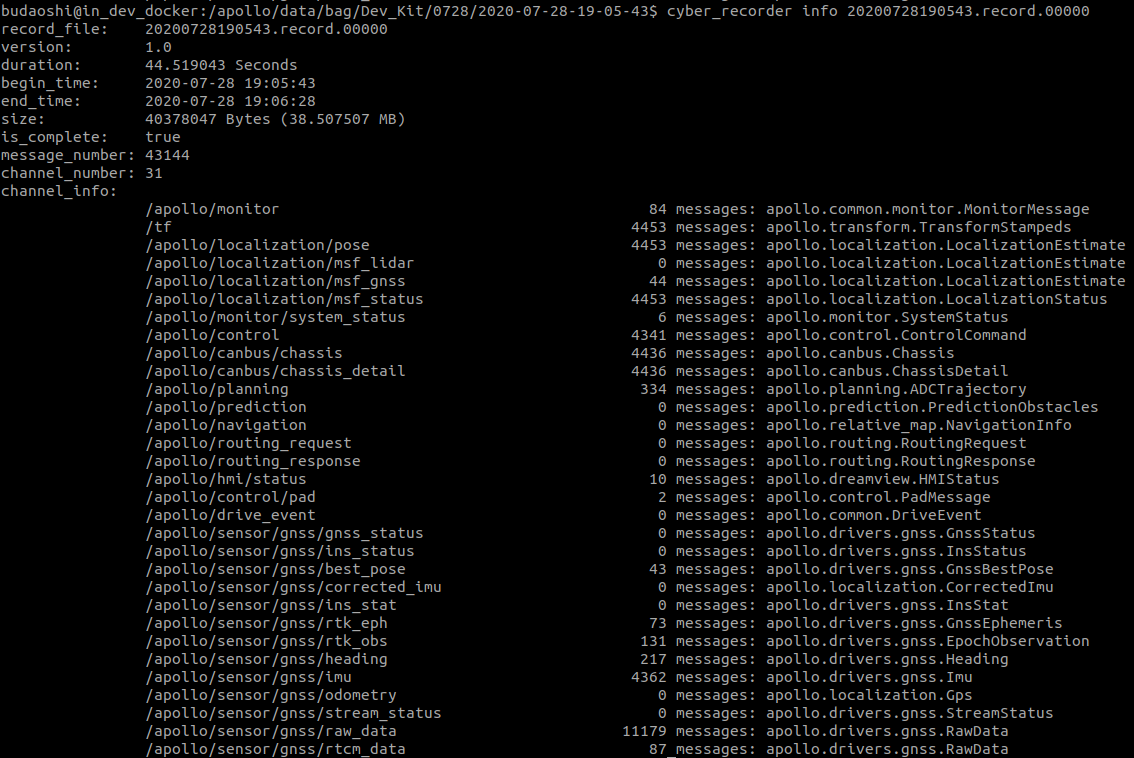 budaoshi@in_dev_docker:/apollo/data/bag/Dev_Kit/0728/2020-07-28-19-05-43$ cyber_recorder info 20200728190543.record.00000
record_file: 20200728190543.record.00000
version: 1.0
duration: 44.519043 Seconds
begin_time: 2020-07-28 19:05:43
end_time: 2020-07-28 19:06:28
size: 40378047 Bytes (38.507507 MB)
is_complete: true
message_number: 43144
channel_number: 31
channel_info:
/apollo/monitor 84 messages: apollo.common.monitor.MonitorMessage
/tf 4453 messages: apollo.transform.TransformStampeds
/apollo/localization/pose 4453 messages: apollo.localization.LocalizationEstimate
/apollo/localization/msf_lidar 0 messages: apollo.localization.LocalizationEstimate
/apollo/localization/msf_gnss 44 messages: apollo.localization.LocalizationEstimate
/apollo/localization/msf_status 4453 messages: apollo.localization.LocalizationStatus
/apollo/monitor/system_status 6 messages: apollo.monitor.SystemStatus
/apollo/control 4341 messages: apollo.control.ControlCommand
/apollo/canbus/chassis 4436 messages: apollo.canbus.Chassis
/apollo/canbus/chassis_detail 4436 messages: apollo.canbus.ChassisDetail
/apollo/planning 334 messages: apollo.planning.ADCTrajectory
/apollo/prediction 0 messages: apollo.prediction.PredictionObstacles
/apollo/navigation 0 messages: apollo.relative_map.NavigationInfo
/apollo/routing_request 0 messages: apollo.routing.RoutingRequest
/apollo/routing_response 0 messages: apollo.routing.RoutingResponse
/apollo/hmi/status 10 messages: apollo.dreamview.HMIStatus
/apollo/control/pad 2 messages: apollo.control.PadMessage
/apollo/drive_event 0 messages: apollo.common.DriveEvent
/apollo/sensor/gnss/gnss_status 0 messages: apollo.drivers.gnss.GnssStatus
/apollo/sensor/gnss/ins_status 0 messages: apollo.drivers.gnss.InsStatus
/apollo/sensor/gnss/best_pose 43 messages: apollo.drivers.gnss.GnssBestPose
/apollo/sensor/gnss/corrected_imu 0 messages: apollo.localization.CorrectedImu
/apollo/sensor/gnss/ins_stat 0 messages: apollo.drivers.gnss.InsStat
/apollo/sensor/gnss/rtk_eph 73 messages: apollo.drivers.gnss.GnssEphemeris
/apollo/sensor/gnss/rtk_obs 131 messages: apollo.drivers.gnss.EpochObservation
/apollo/sensor/gnss/heading 217 messages: apollo.drivers.gnss.Heading
/apollo/sensor/gnss/imu 4362 messages: apollo.drivers.gnss.Imu
/apollo/sensor/gnss/odometry 0 messages: apollo.localization.Gps
/apollo/sensor/gnss/stream_status 0 messages: apollo.drivers.gnss.StreamStatus
/apollo/sensor/gnss/raw_data 11179 messages: apollo.drivers.gnss.RawData
/apollo/sensor/gnss/rtcm_data 87 messages: apollo.drivers.gnss.RawData